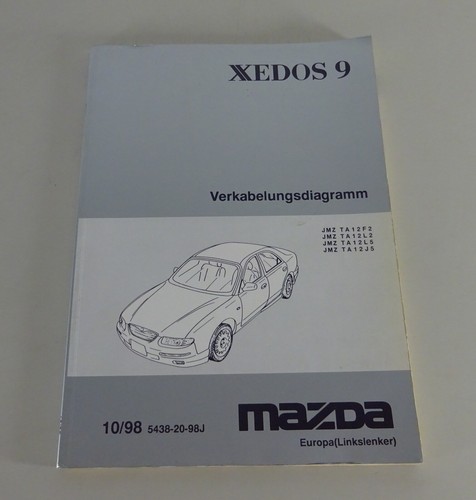 XEDOS 9
Verkabelungsdiagramm
JMZ TA12F2
JMZ TA12L2
JMZ TA12L5
JMZ TA12J5
10/98 5438-20-98J
mazda
Europa(Linkslenker)